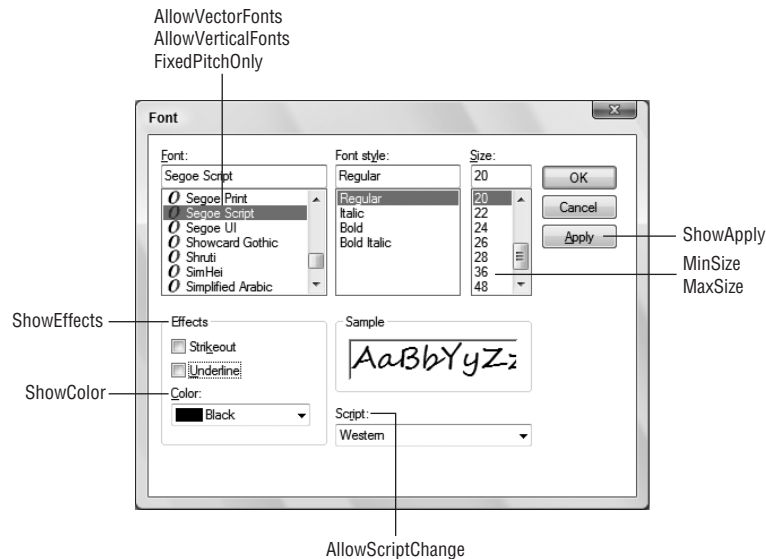 AllowVectorFonts
AllowVerticalFonts
FixedPitchOnly
Font
Font:
Font style:
Size:
Segoe Script
Regular
20
OK
Segoe Print
Segoe Script
Segoe UI
Showcard Gothic
Shruti
SimHei
Simplified Arabic
Regular
Italic
Bold
Bold Italic
20
22
24
26
28
36
48
Cancel
Apply
ShowApply
MinSize
MaxSize
ShowEffects
Effects
Strikeout
Underline
ShowColor
Color:
Black
Sample
AaBbYyZz
Script:
Western
AllowScriptChange